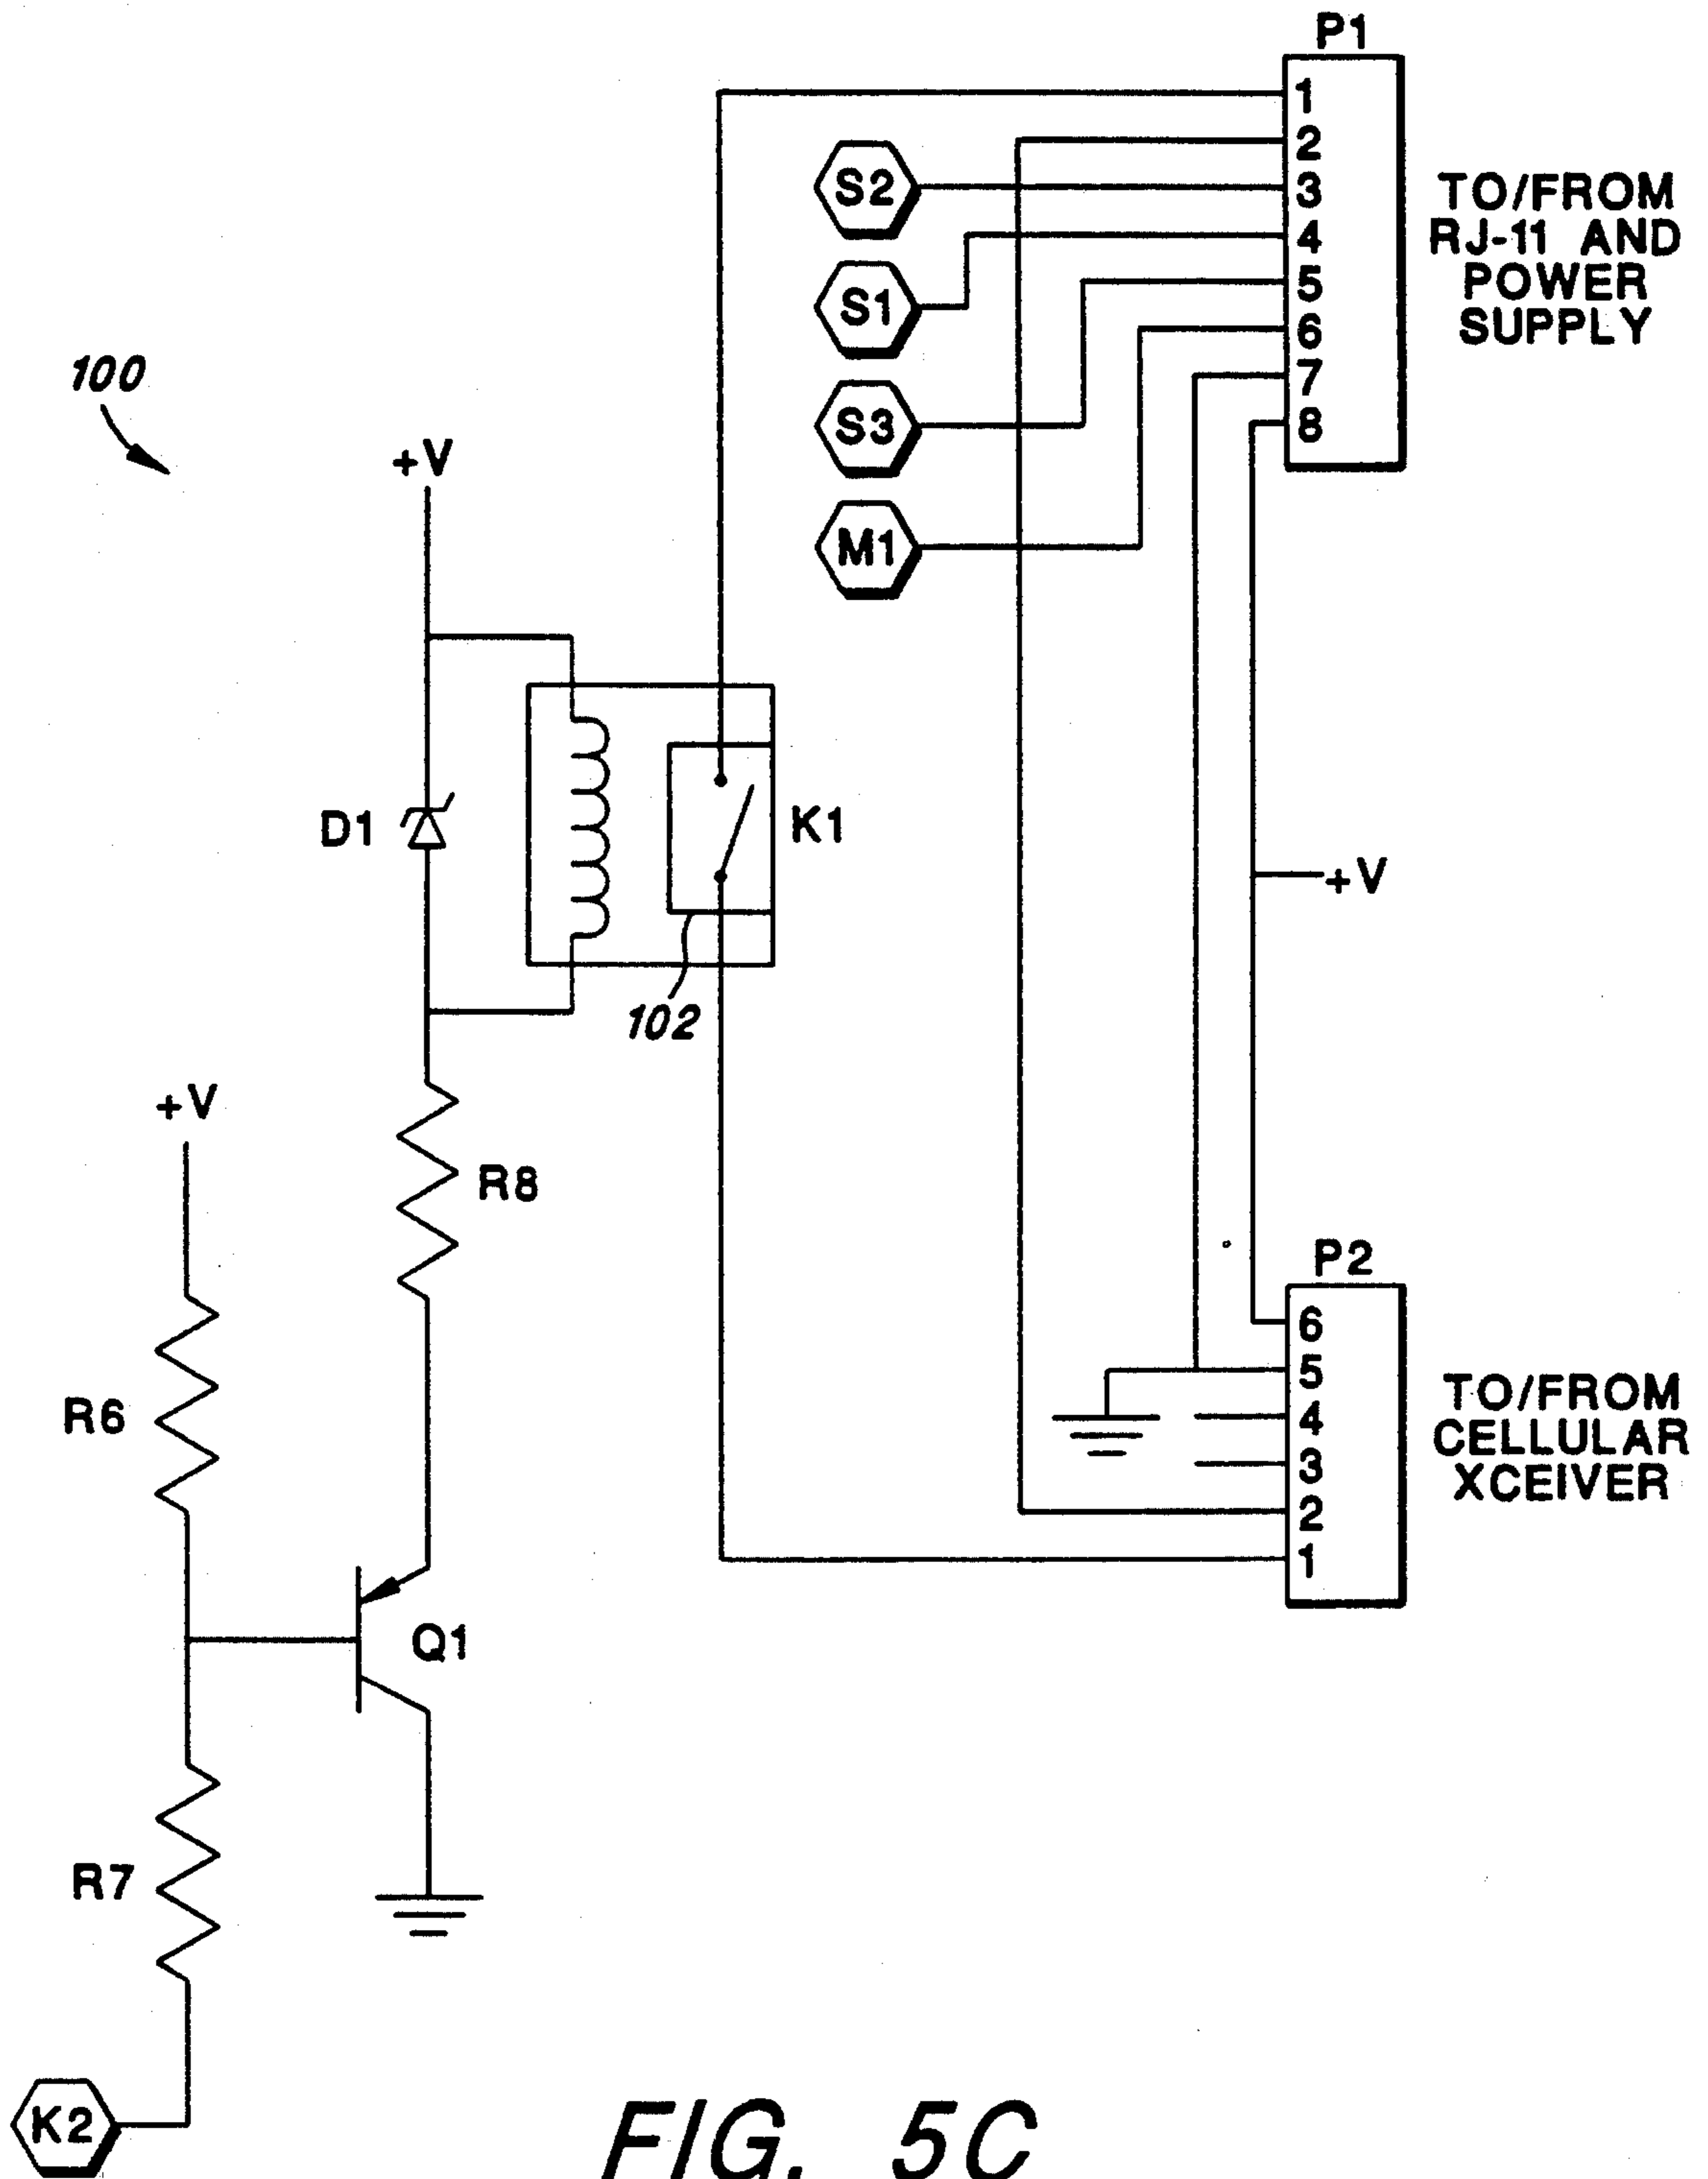 P1
1
2
3
4
5
6
7
8
TO/FROM
RJ-11 AND
POWER
SUPPLY
S2
S1
S3
M1
100
+V
D1
K1
102
+V
+V
R8
R6
Q1
R7
K2
P2
6
5
4
3
2
1
TO/FROM
CELLULAR
XCEIVER
FIG. 5C